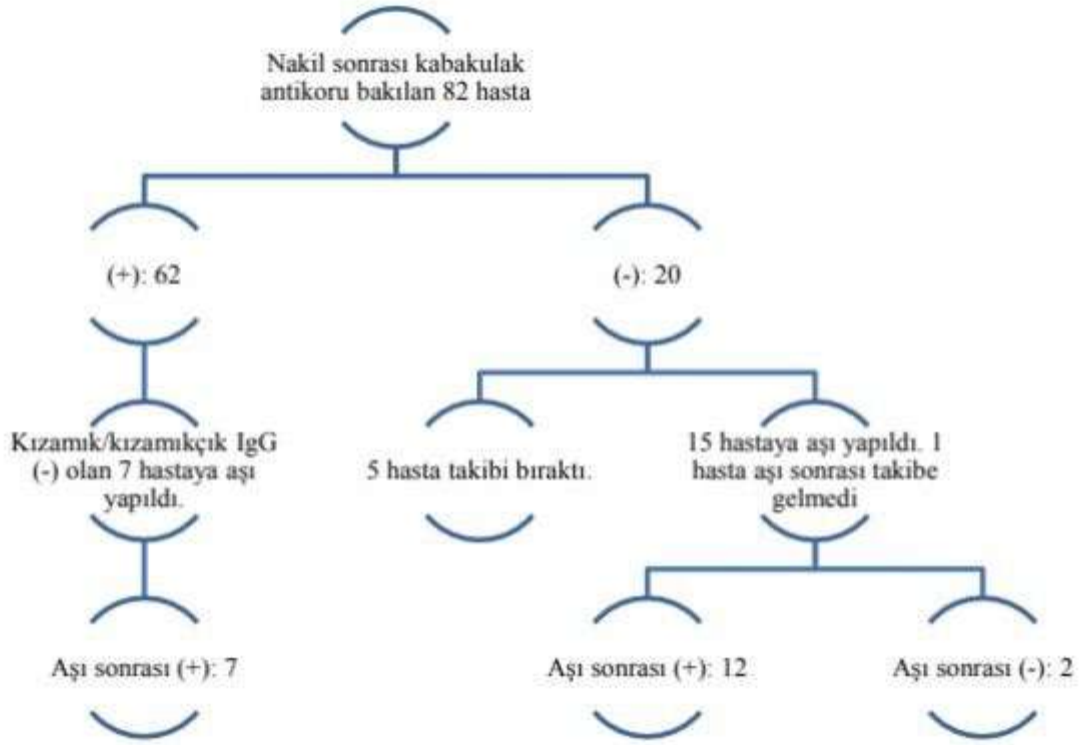 Nakil sonrası kabakulak
antikoru bakılan 82 hasta
(+): 62
(-): 20
Kızamık/kızamıkçık IgG
(-) olan 7 hastaya aşı
yapıldı.
5 hasta takibi bıraktı.
15 hastaya aşı yapıldı. 1
hasta aşı sonrası takibe
gelmedi
Aşı sonrası (+): 7
Aşı sonrası (+): 12
Aşı sonrası (-): 2